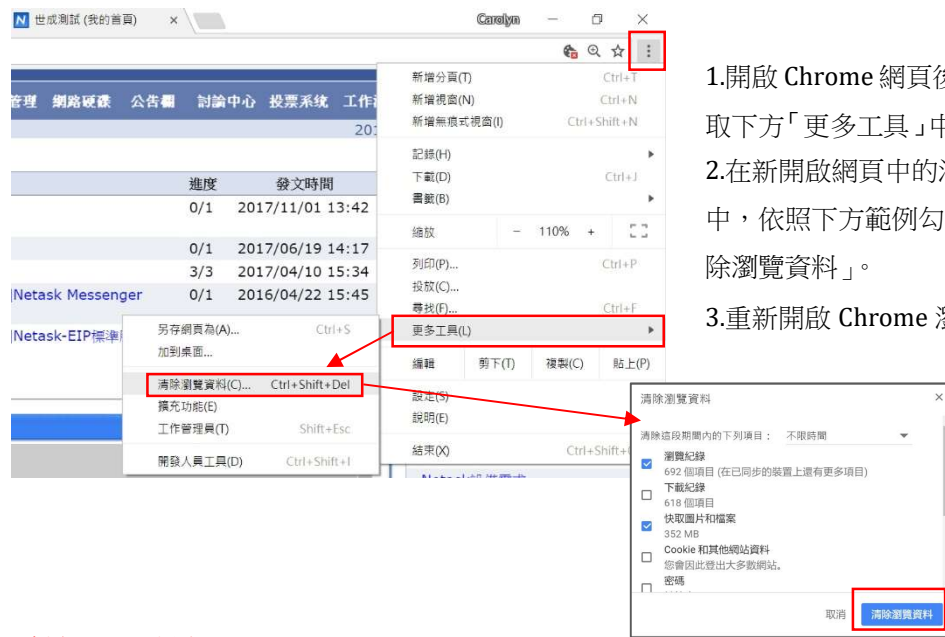 世成測試 (我的首頁) ×
Carolyn
管理 網路硬碟 公告欄 討論中心 投票系統
進度 發文時間
0/1 2017/11/01 13:42
0/1 2017/06/19 14:17
3/3 2017/04/10 15:34
Netask Messenger 0/1 2016/04/22 15:45
Netask-EIP標準
新增分頁(T) Ctrl+T
新增視窗(N) Ctrl+N
新增無痕式視窗(I) Ctrl+Shift+N
記錄(H)
下載(D) Ctrl+J
書籤(B)
縮放 − 110% +
列印(P)... Ctrl+P
投放(C)...
尋找(F)... Ctrl+F
更多工具(L)
編輯 剪下(T) 複製(C) 貼上(P)
設定(S)
說明(E)
結束(X) Ctrl+Shift+
另存網頁為(A)... Ctrl+S
加到桌面...
清除瀏覽資料(C)... Ctrl+Shift+Del
擴充功能(E)
工作管理員(T) Shift+Esc
開發人員工具(D) Ctrl+Shift+I
1.開啟 Chrome 網頁後
取下方「更多工具」中
2.在新開啟網頁中的
中，依照下方範例勾
除瀏覽資料」。
3.重新開啟 Chrome
清除瀏覽資料 ×
清除這段期間內的下列項目： 不限時間
瀏覽紀錄
692 個項目 (在已同步的裝置上還有更多項目)
下載紀錄
618 個項目
快取圖片和檔案
352 MB
Cookie 和其他網站資料
您會因此登出大多數網站。
密碼
取消 清除瀏覽資料